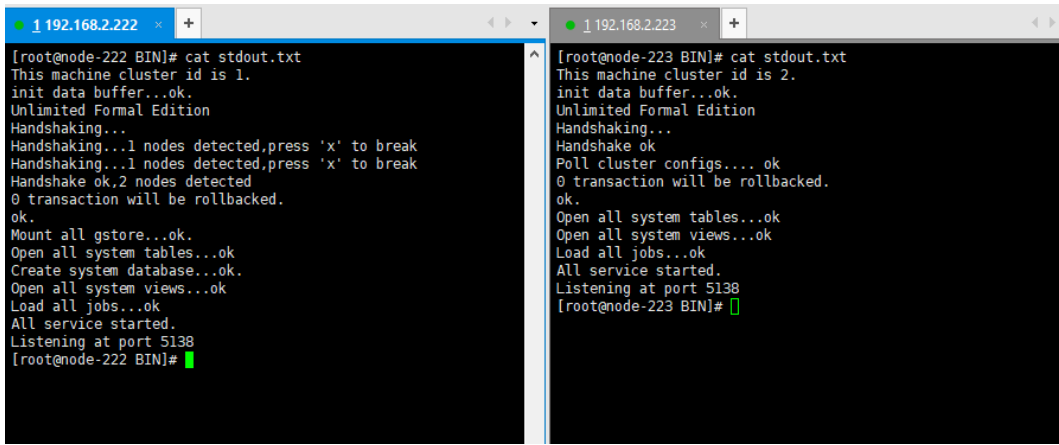 1 192.168.2.222 × +
[root@node-222 BIN]# cat stdout.txt
This machine cluster id is 1.
init data buffer...ok.
Unlimited Formal Edition
Handshaking...
Handshaking...1 nodes detected,press 'x' to break
Handshaking...1 nodes detected,press 'x' to break
Handshake ok,2 nodes detected
0 transaction will be rollbacked.
ok.
Mount all gstore...ok.
Open all system tables...ok
Create system database...ok.
Open all system views...ok
Load all jobs...ok
All service started.
Listening at port 5138
[root@node-222 BIN]#
1 192.168.2.223 × +
[root@node-223 BIN]# cat stdout.txt
This machine cluster id is 2.
init data buffer...ok.
Unlimited Formal Edition
Handshaking...
Handshake ok
Poll cluster configs.... ok
0 transaction will be rollbacked.
ok.
Open all system tables...ok
Open all system views...ok
Load all jobs...ok
All service started.
Listening at port 5138
[root@node-223 BIN]#